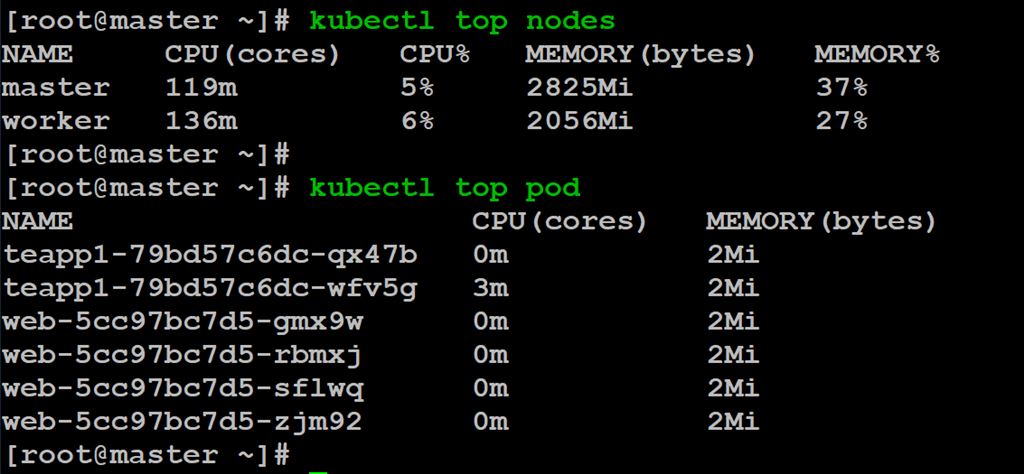 [root@master ~]# kubectl top nodes
NAME     CPU(cores)   CPU%   MEMORY(bytes)   MEMORY%
master   119m         5%     2825Mi          37%
worker   136m         6%     2056Mi          27%
[root@master ~]#
[root@master ~]# kubectl top pod
NAME                      CPU(cores)   MEMORY(bytes)
teapp1-79bd57c6dc-qx47b   0m           2Mi
teapp1-79bd57c6dc-wfv5g   3m           2Mi
web-5cc97bc7d5-gmx9w      0m           2Mi
web-5cc97bc7d5-rbmxj      0m           2Mi
web-5cc97bc7d5-sflwq      0m           2Mi
web-5cc97bc7d5-zjm92      0m           2Mi
[root@master ~]#